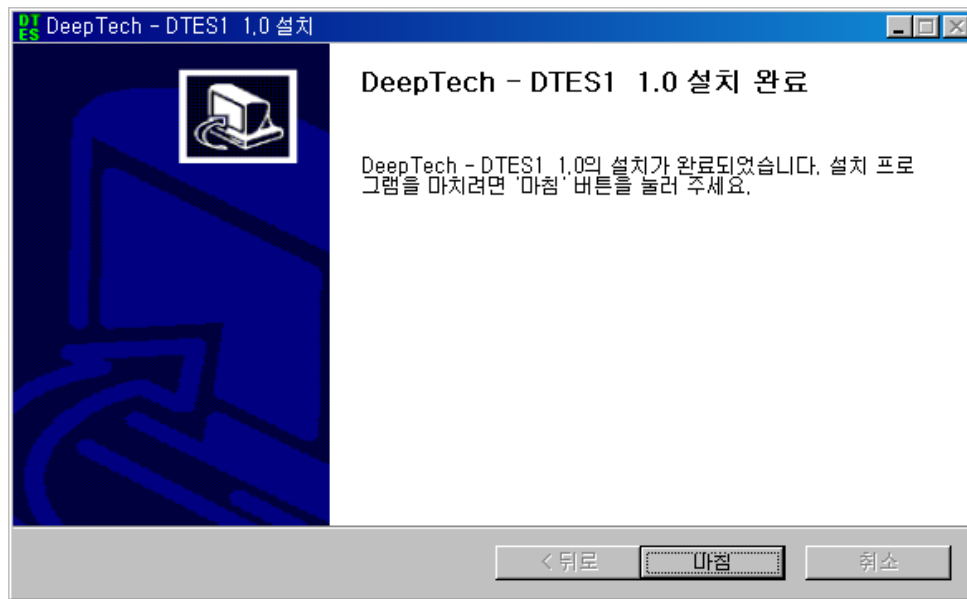 DT
ES
DeepTech - DTES1 1.0 설치
DeepTech - DTES1 1.0 설치 완료
DeepTech - DTES1 1.0의 설치가 완료되었습니다. 설치 프로
그램을 마치려면 '마침' 버튼을 눌러 주세요.
< 뒤로
마침
취소